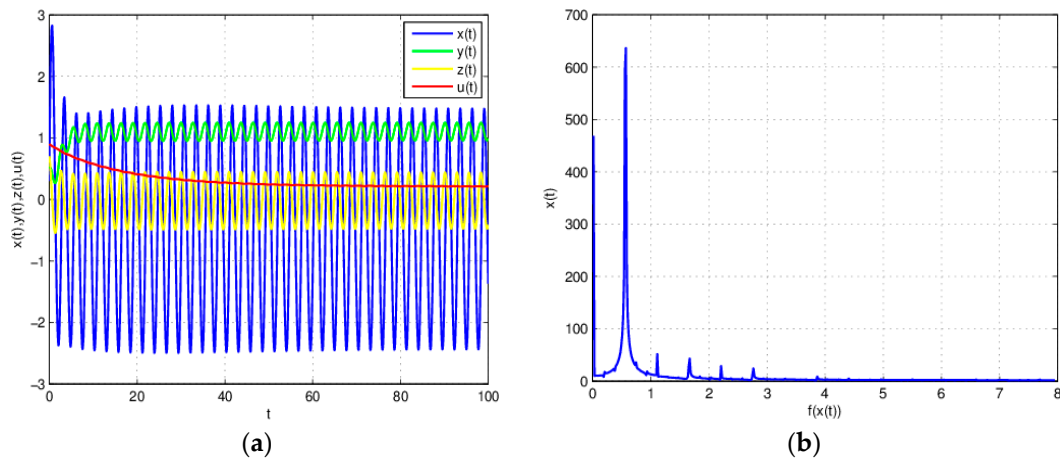 3
2
1
0
−1
−2
−3
x(t),y(t),z(t),u(t)
x(t)
y(t)
z(t)
u(t)
0 20 40 60 80 100
t
(a)
700
600
500
400
300
200
100
0
x(t)
0 1 2 3 4 5 6 7 8
f(x(t))
(b)